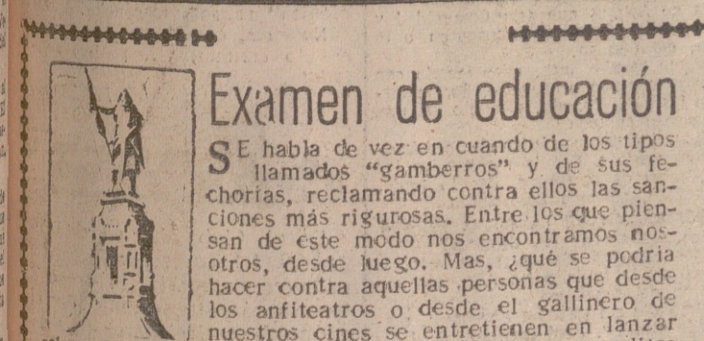 Examen de educación
SE habla de vez en cuando de los tipos
llamados "gamberros" y de sus fe-
chorías, reclamando contra ellos las san-
ciones más rigurosas. Entre los que pien-
san de este modo nos encontramos nos-
otros, desde luego. Mas, ¿qué se podría
hacer contra aquellas personas que desde
los anfiteatros o desde el gallinero de
nuestros cines se entretienen en lanzar